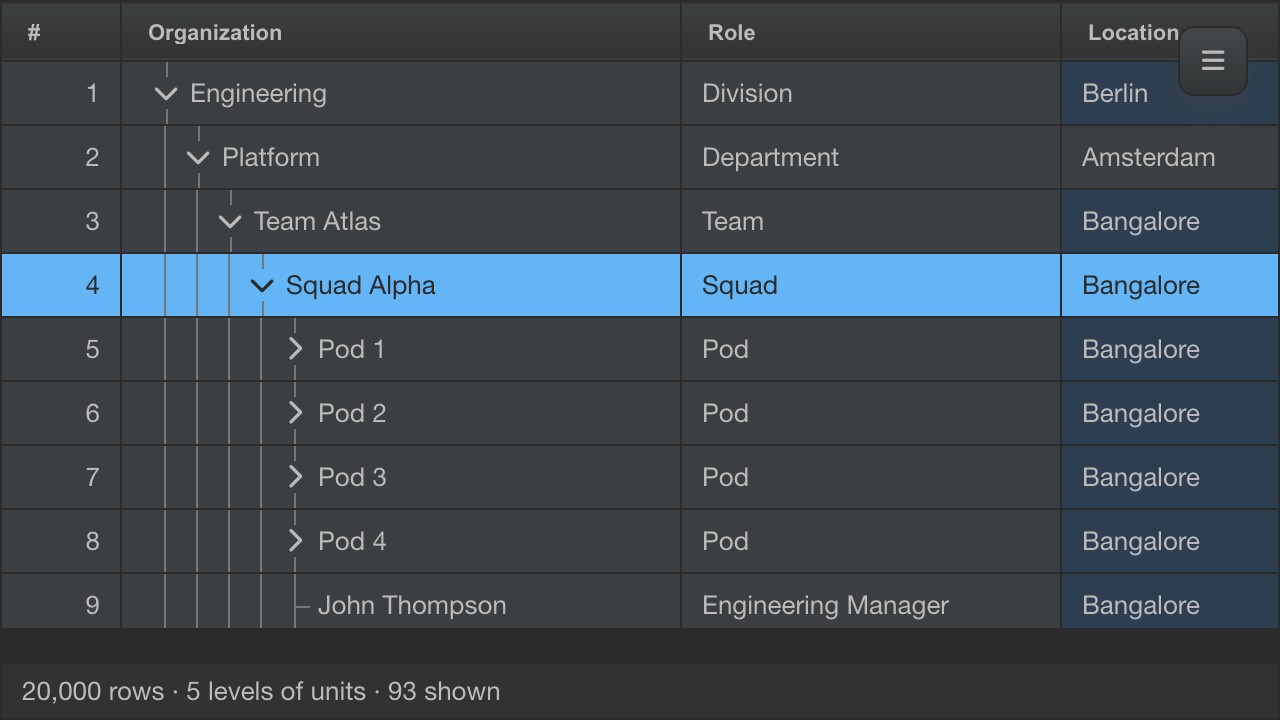 # Organization Role Location
1 Engineering Division Berlin
2 Platform Department Amsterdam
3 Team Atlas Team Bangalore
4 Squad Alpha Squad Bangalore
5 Pod 1 Pod Bangalore
6 Pod 2 Pod Bangalore
7 Pod 3 Pod Bangalore
8 Pod 4 Pod Bangalore
9 John Thompson Engineering Manager Bangalore
20,000 rows · 5 levels of units · 93 shown